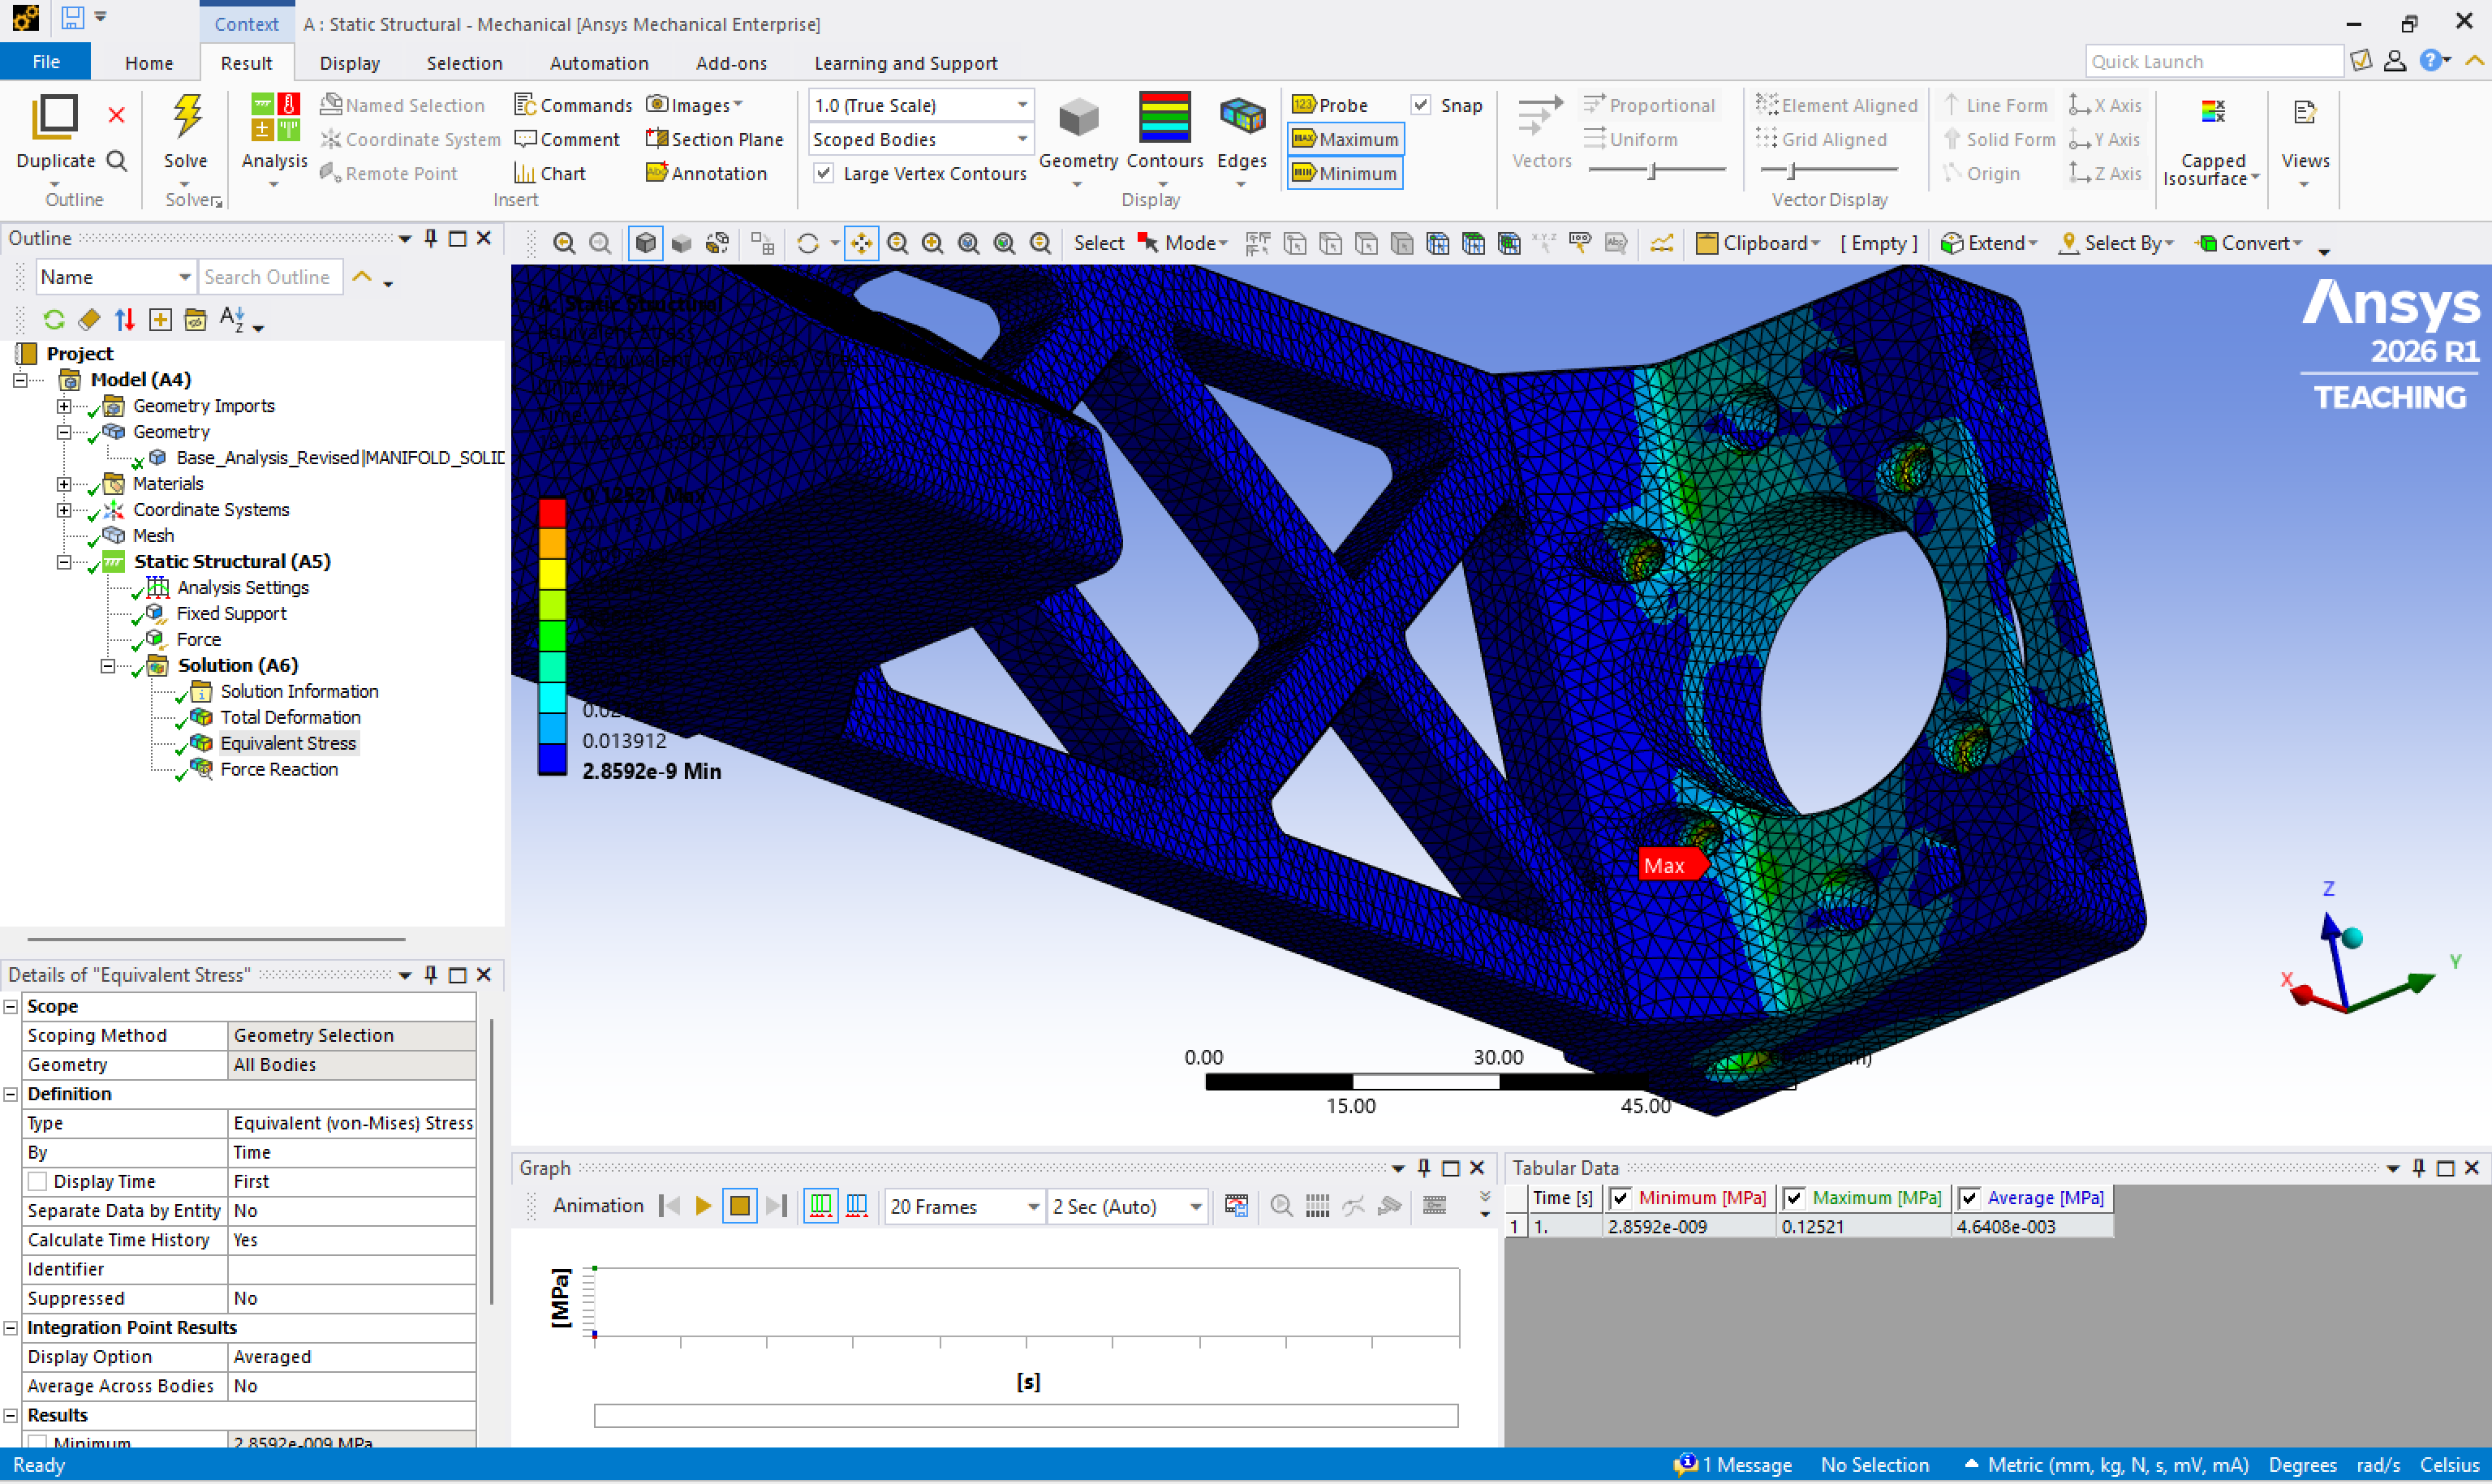 Context
A : Static Structural - Mechanical [Ansys Mechanical Enterprise]
File
Home
Result
Display
Selection
Automation
Add-ons
Learning and Support
Quick Launch
Duplicate
Outline
Solve
Solver
Analysis
Named Selection
Coordinate System
Remote Point
Commands
Comment
Chart
Images
Section Plane
Annotation
Insert
1.0 (True Scale)
Scoped Bodies
Large Vertex Contours
Geometry
Contours
Edges
Display
Probe
Maximum
Minimum
Snap
Vectors
Proportional
Uniform
Element Aligned
Grid Aligned
Line Form
Solid Form
Origin
X Axis
Y Axis
Z Axis
Vector Display
Capped
Isosurface
Views
Outline
Name
Search Outline
Select
Mode
Clipboard
[ Empty ]
Extend
Select By
Convert
Project
Model (A4)
Geometry Imports
Geometry
Base_Analysis_Revised|MANIFOLD_SOLID
Materials
Coordinate Systems
Mesh
Static Structural (A5)
Analysis Settings
Fixed Support
Force
Solution (A6)
Solution Information
Total Deformation
Equivalent Stress
Force Reaction
A: Static Structural
0.12521 Max
0.013912
2.8592e-9 Min
Max
Ansys
2026 R1
TEACHING
Z
Y
X
0.00
30.00
15.00
45.00
Details of "Equivalent Stress"
Scope
Scoping Method Geometry Selection
Geometry All Bodies
Definition
Type Equivalent (von-Mises) Stress
By Time
Display Time First
Separate Data by Entity No
Calculate Time History Yes
Identifier
Suppressed No
Integration Point Results
Display Option Averaged
Average Across Bodies No
Results
Minimum 2.8592e-009 MPa
Graph
Animation
20 Frames
2 Sec (Auto)
[MPa]
[s]
Tabular Data
Time [s] Minimum [MPa] Maximum [MPa] Average [MPa]
1 1. 2.8592e-009 0.12521 4.6408e-003
Ready
1 Message
No Selection
Metric (mm, kg, N, s, mV, mA)
Degrees
rad/s
Celsius